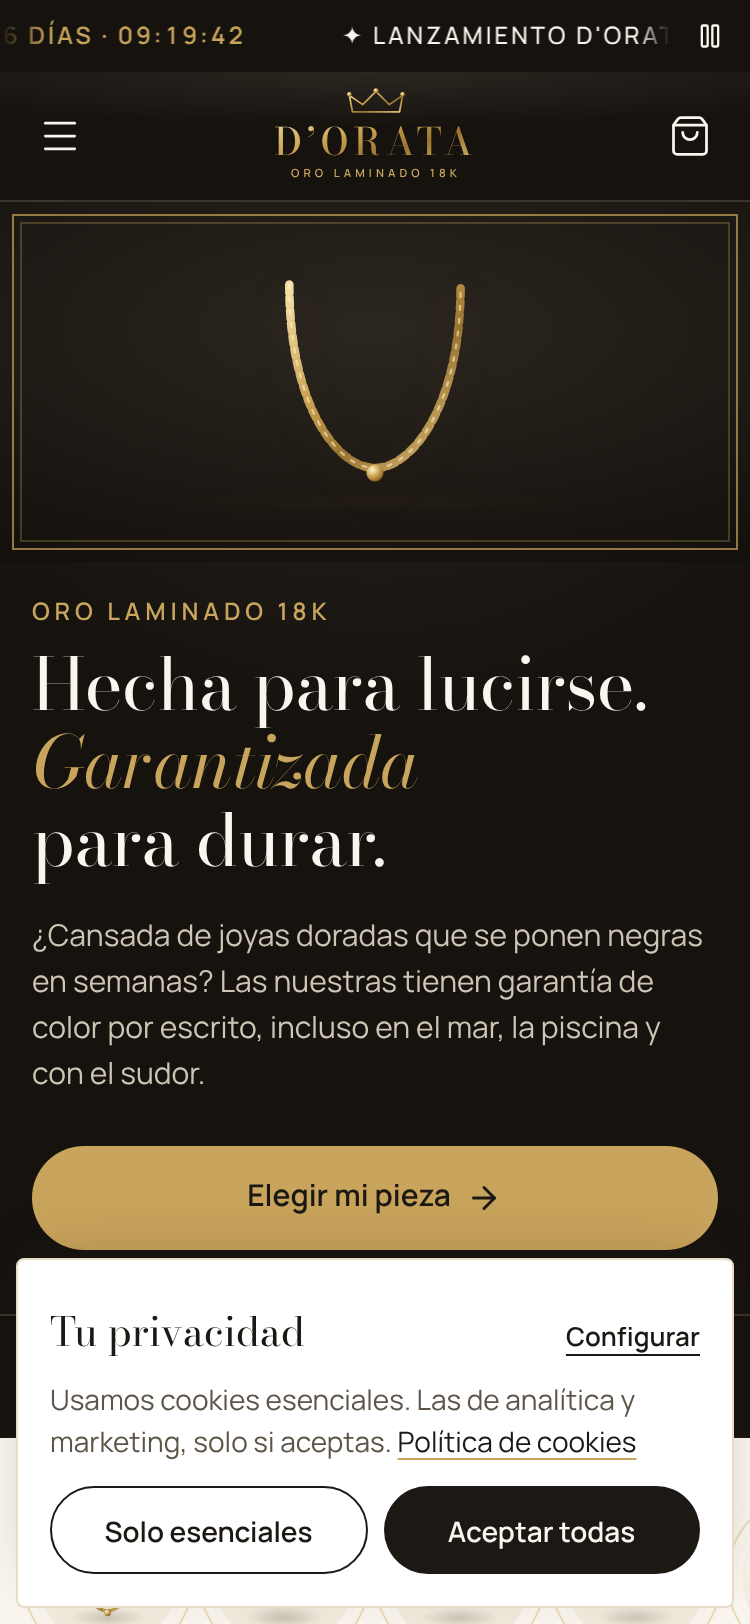 6 DÍAS · 09:19:42 ✦ LANZAMIENTO D'ORAT
D’ORATA
ORO LAMINADO 18K
ORO LAMINADO 18K
Hecha para lucirse.
Garantizada
para durar.
¿Cansada de joyas doradas que se ponen negras
en semanas? Las nuestras tienen garantía de
color por escrito, incluso en el mar, la piscina y
con el sudor.
Elegir mi pieza →
Tu privacidad
Configurar
Usamos cookies esenciales. Las de analítica y
marketing, solo si aceptas. Política de cookies
Solo esenciales
Aceptar todas